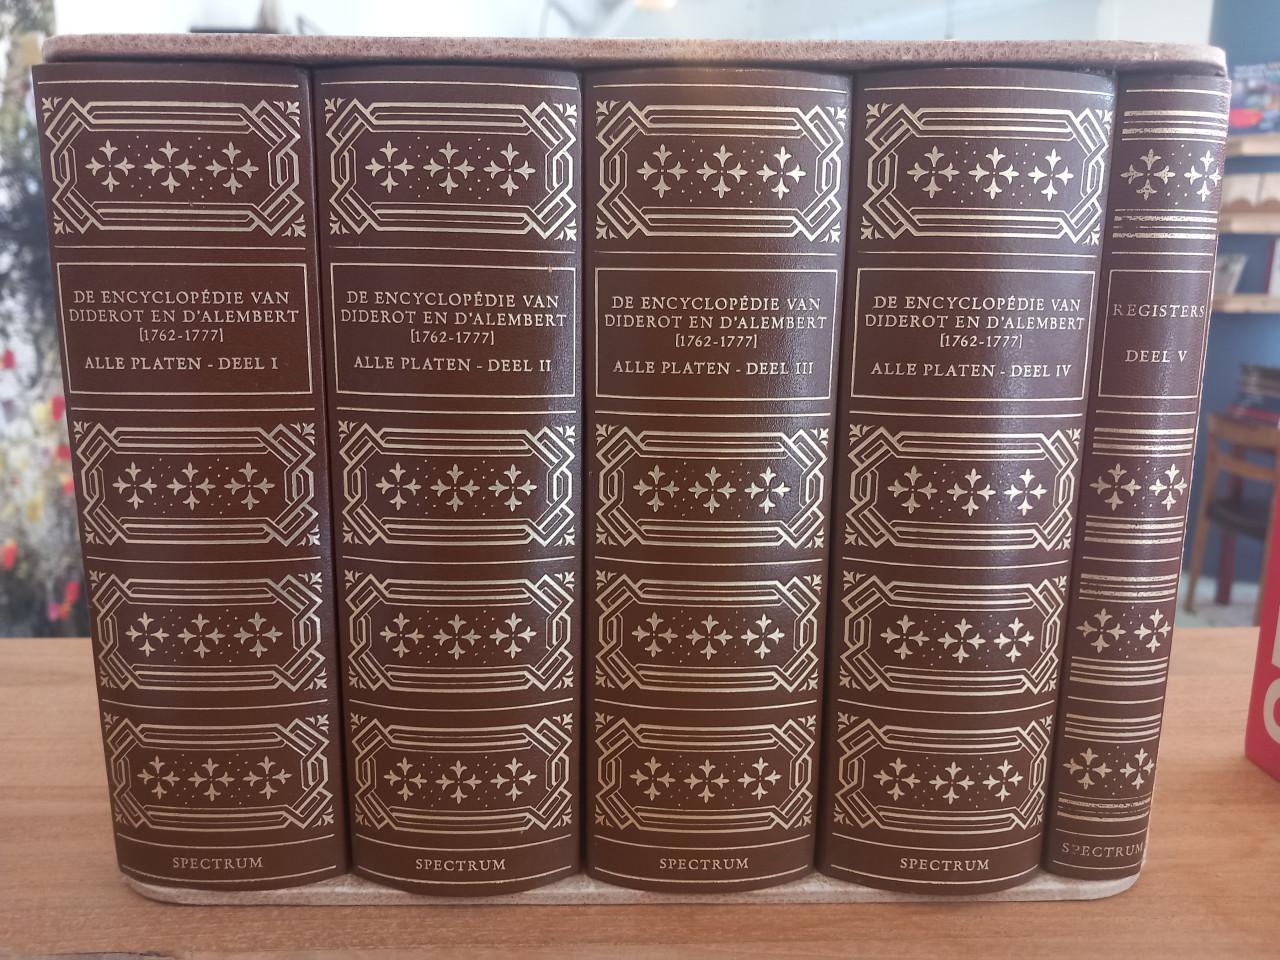 DE ENCYCLOPÉDIE VAN
DIDEROT EN D'ALEMBERT
[1762-1777]
ALLE PLATEN - DEEL I
SPECTRUM
DE ENCYCLOPÉDIE VAN
DIDEROT EN D'ALEMBERT
[1762-1777]
ALLE PLATEN - DEEL II
SPECTRUM
DE ENCYCLOPÉDIE VAN
DIDEROT EN D'ALEMBERT
[1762-1777]
ALLE PLATEN - DEEL III
SPECTRUM
DE ENCYCLOPÉDIE VAN
DIDEROT EN D'ALEMBERT
[1762-1777]
ALLE PLATEN - DEEL IV
SPECTRUM
REGISTERS
DEEL V
SPECTRUM